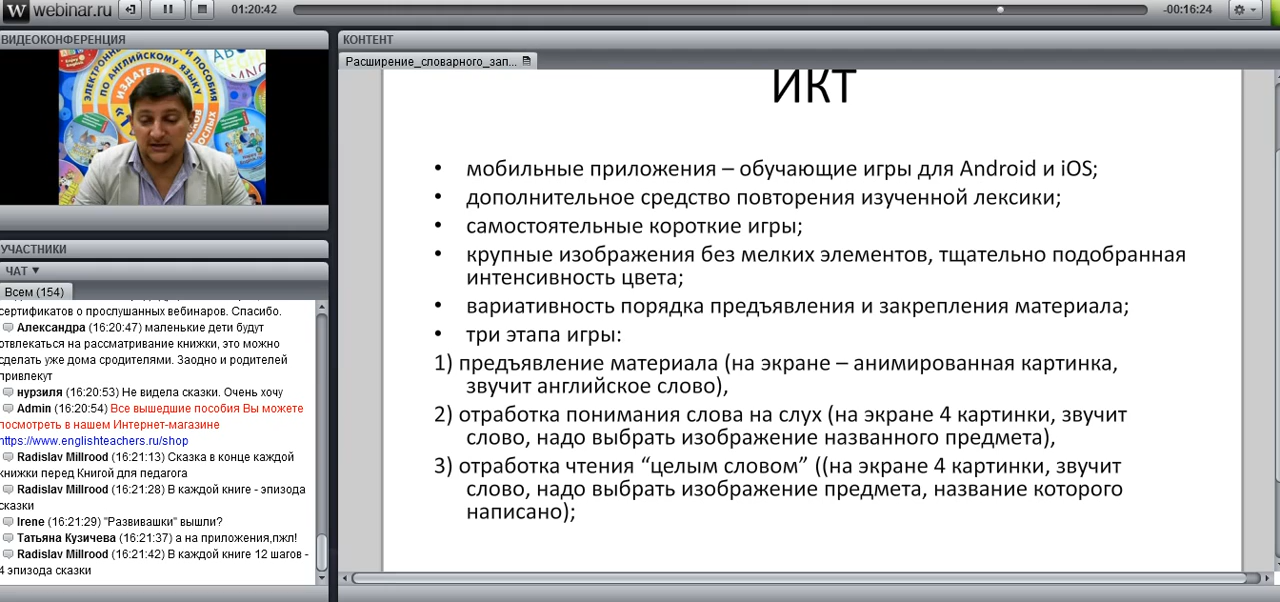 W webinar.ru
01:20:42
-00:16:24
ВИДЕОКОНФЕРЕНЦИЯ
ЭЛЕКТРОННЫЕ
ПОСОБИЯ
ПО АНГЛИЙСКОМУ ЯЗЫКУ
УЧАСТНИКИ
ЧАТ
Всем (154)
сертификатов о прослушанных вебинаров. Спасибо.
Александра (16:20:47) маленькие дети будут
отвлекаться на рассматривание книжки, это можно
сделать уже дома сродителями. Заодно и родителей
привлекут
нурзиля (16:20:53) Не видела сказки. Очень хочу
Admin (16:20:54) Все вышедшие пособия Вы можете
посмотреть в нашем Интернет-магазине
https://www.englishteachers.ru/shop
Radislav Millrood (16:21:13) Сказка в конце каждой
книжки перед Книгой для педагога
Radislav Millrood (16:21:28) В каждой книге - эпизода
сказки
Irene (16:21:29) "Развивашки" вышли?
Татьяна Кузичева (16:21:37) а на приложения,пжл!
Radislav Millrood (16:21:42) В каждой книге 12 шагов -
4 эпизода сказки
КОНТЕНТ
Расширение_словарного_зап...
ИКТ
• мобильные приложения – обучающие игры для Android и iOS;
• дополнительное средство повторения изученной лексики;
• самостоятельные короткие игры;
• крупные изображения без мелких элементов, тщательно подобранная
интенсивность цвета;
• вариативность порядка предъявления и закрепления материала;
• три этапа игры:
1) предъявление материала (на экране – анимированная картинка,
звучит английское слово),
2) отработка понимания слова на слух (на экране 4 картинки, звучит
слово, надо выбрать изображение названного предмета),
3) отработка чтения “целым словом” ((на экране 4 картинки, звучит
слово, надо выбрать изображение предмета, название которого
написано);